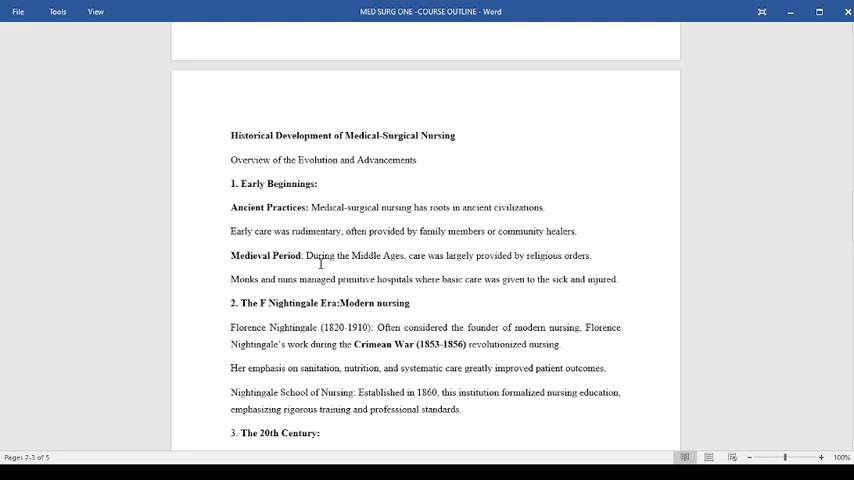 File Tools View MED SURG ONE -COURSE OUTLINE - Word
Historical Development of Medical-Surgical Nursing
Overview of the Evolution and Advancements
1. Early Beginnings:
Ancient Practices: Medical-surgical nursing has roots in ancient civilizations.
Early care was rudimentary, often provided by family members or community healers.
Medieval Period: During the Middle Ages, care was largely provided by religious orders.
Monks and nuns managed primitive hospitals where basic care was given to the sick and injured.
2. The F Nightingale Era:Modern nursing
Florence Nightingale (1820-1910): Often considered the founder of modern nursing, Florence
Nightingale's work during the Crimean War (1853-1856) revolutionized nursing.
Her emphasis on sanitation, nutrition, and systematic care greatly improved patient outcomes.
Nightingale School of Nursing: Established in 1860, this institution formalized nursing education,
emphasizing rigorous training and professional standards.
3. The 20th Century:
Pages 2-3 of 5 100%